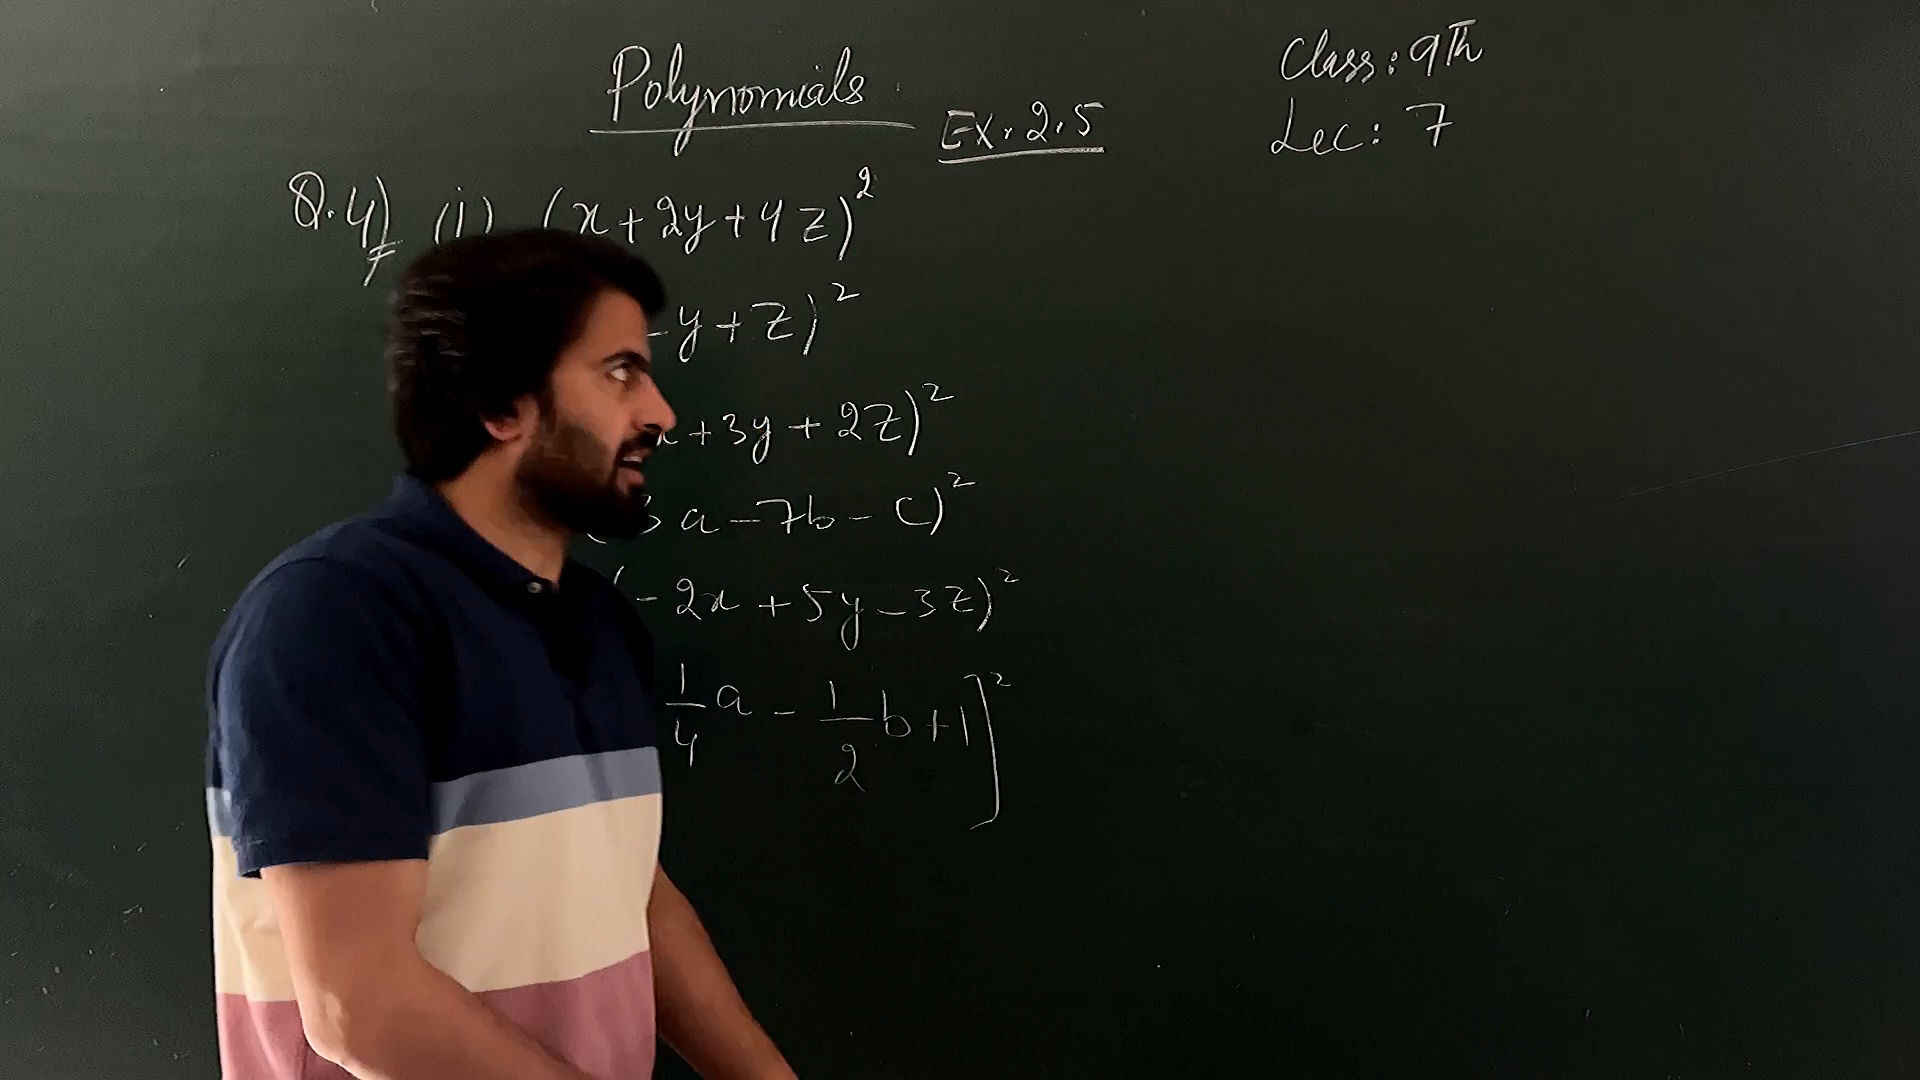 Polynomials
Ex. 2.5
Class: 9Th
Lec: 7
Q.4) (i) (x+2y+4z)²
-y+z)²
x+3y+2z)²
(3a-7b-c)²
(-2x+5y-3z)²
1/4 a - 1/2 b+1]²